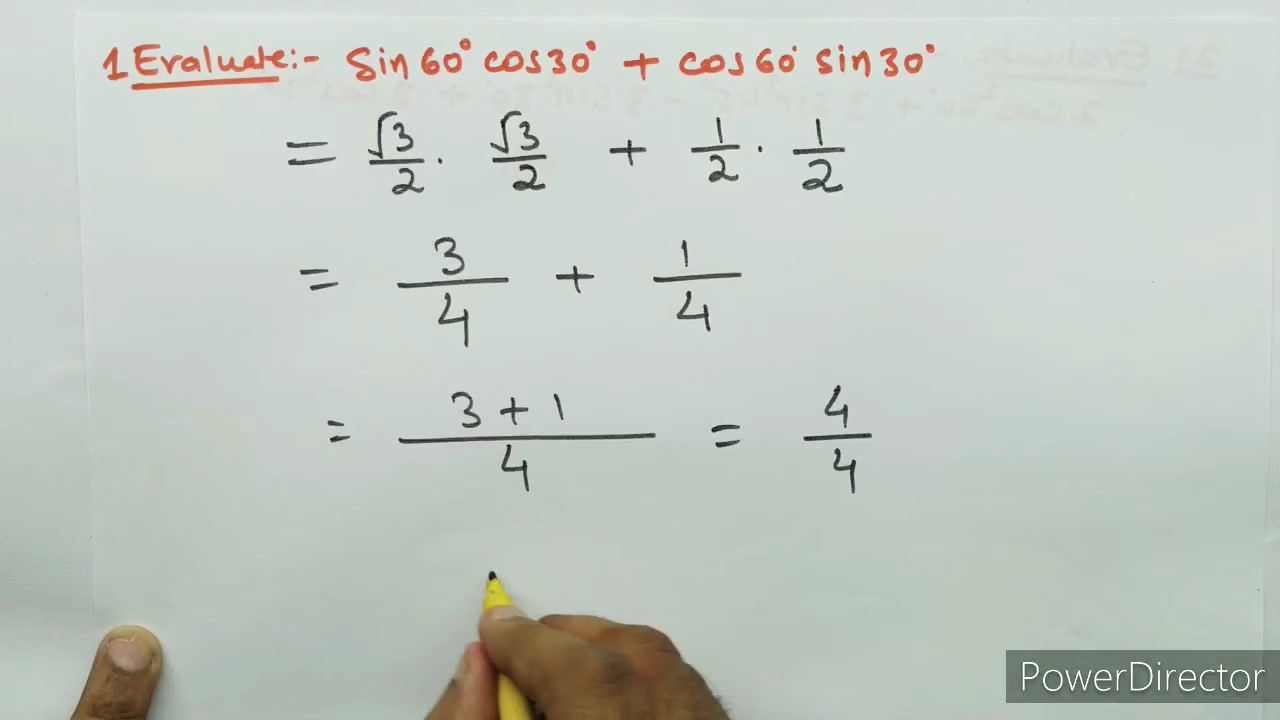 1 Evaluate:- Sin 60° cos 30° + cos 60° sin 30°
= √3/2 . √3/2 + 1/2 . 1/2
= 3/4 + 1/4
= 3 + 1/4 = 4/4
PowerDirector